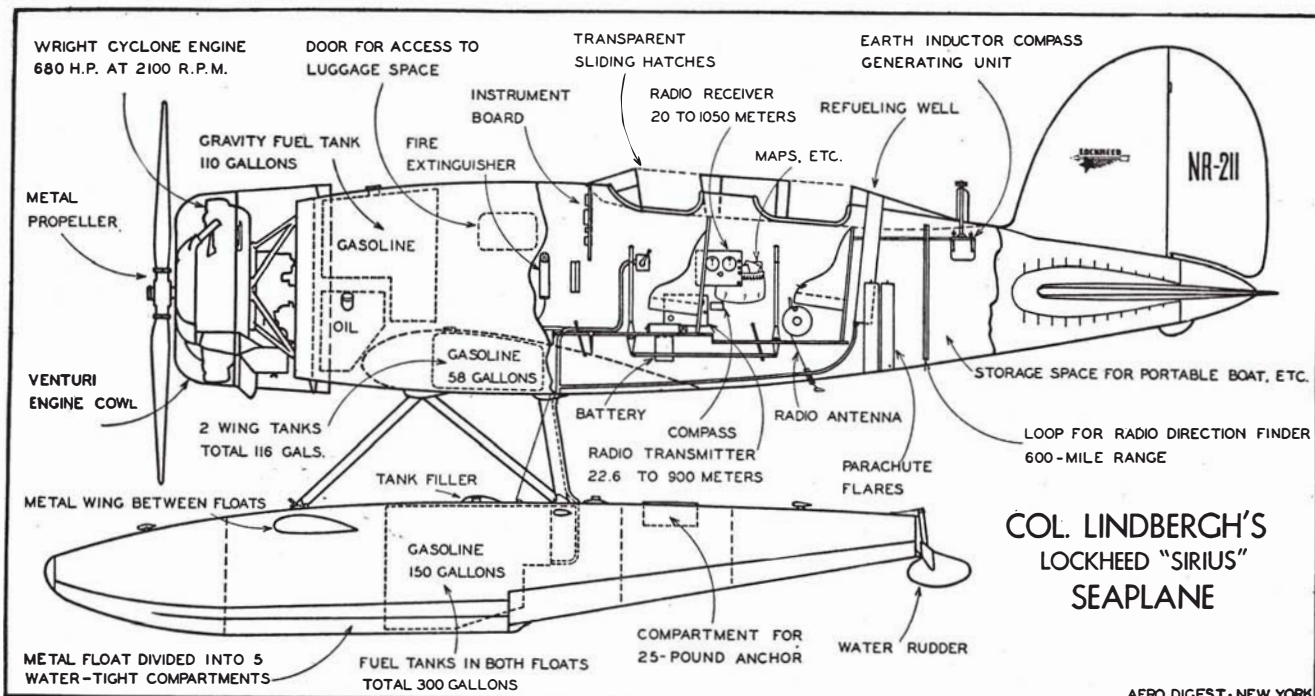 WRIGHT CYCLONE ENGINE
680 H.P. AT 2100 R.P.M.
DOOR FOR ACCESS TO
LUGGAGE SPACE
TRANSPARENT
SLIDING HATCHES
EARTH INDUCTOR COMPASS
GENERATING UNIT
INSTRUMENT
BOARD
RADIO RECEIVER
20 TO 1050 METERS
REFUELING WELL
GRAVITY FUEL TANK
110 GALLONS
FIRE
EXTINGUISHER
MAPS, ETC.
LOCKHEED
NR-211
METAL
PROPELLER
GASOLINE
OIL
GASOLINE
58 GALLONS
VENTURI
ENGINE COWL
STORAGE SPACE FOR PORTABLE BOAT, ETC.
2 WING TANKS
TOTAL 116 GALS.
BATTERY
COMPASS
RADIO ANTENNA
RADIO TRANSMITTER
22.6 TO 900 METERS
LOOP FOR RADIO DIRECTION FINDER
600-MILE RANGE
PARACHUTE
FLARES
TANK FILLER
METAL WING BETWEEN FLOATS
GASOLINE
150 GALLONS
COL. LINDBERGH'S
LOCKHEED "SIRIUS"
SEAPLANE
METAL FLOAT DIVIDED INTO 5
WATER-TIGHT COMPARTMENTS
FUEL TANKS IN BOTH FLOATS
TOTAL 300 GALLONS
COMPARTMENT FOR
25-POUND ANCHOR
WATER RUDDER
AERO DIGEST, NEW YORK